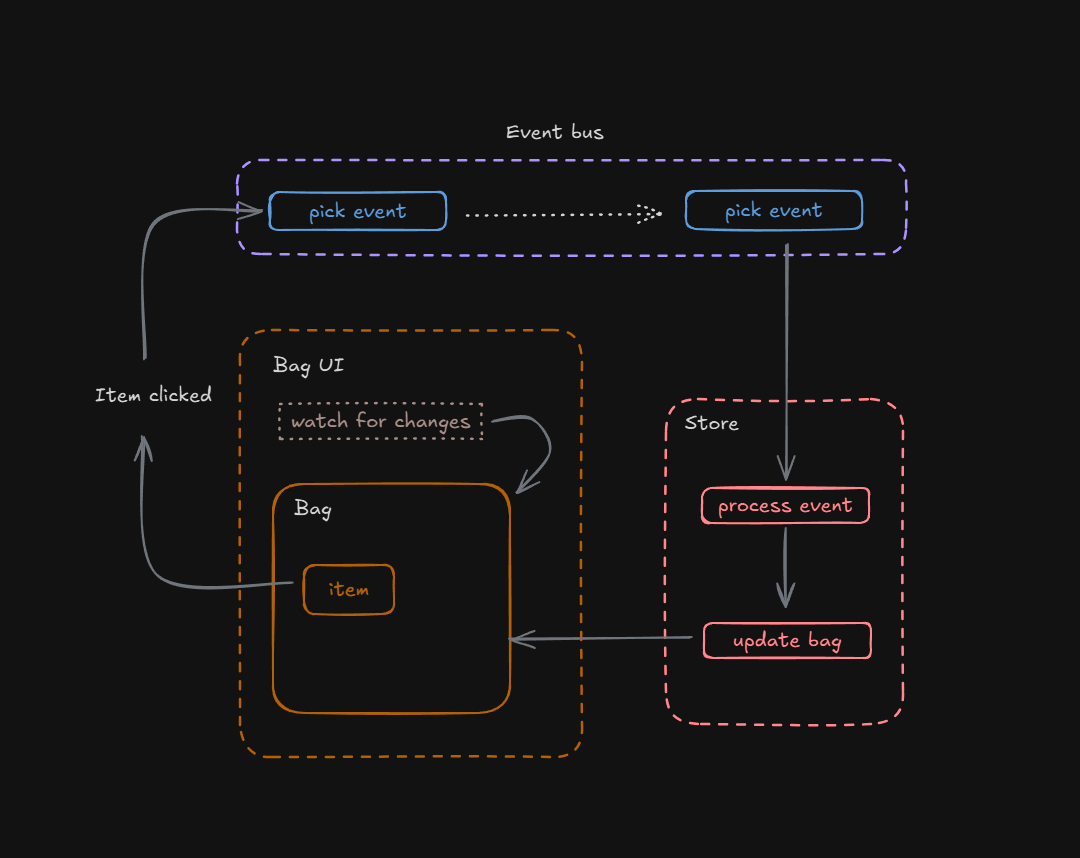 Event bus
pick event
pick event
Bag UI
Item clicked
watch for changes
Store
Bag
process event
item
update bag